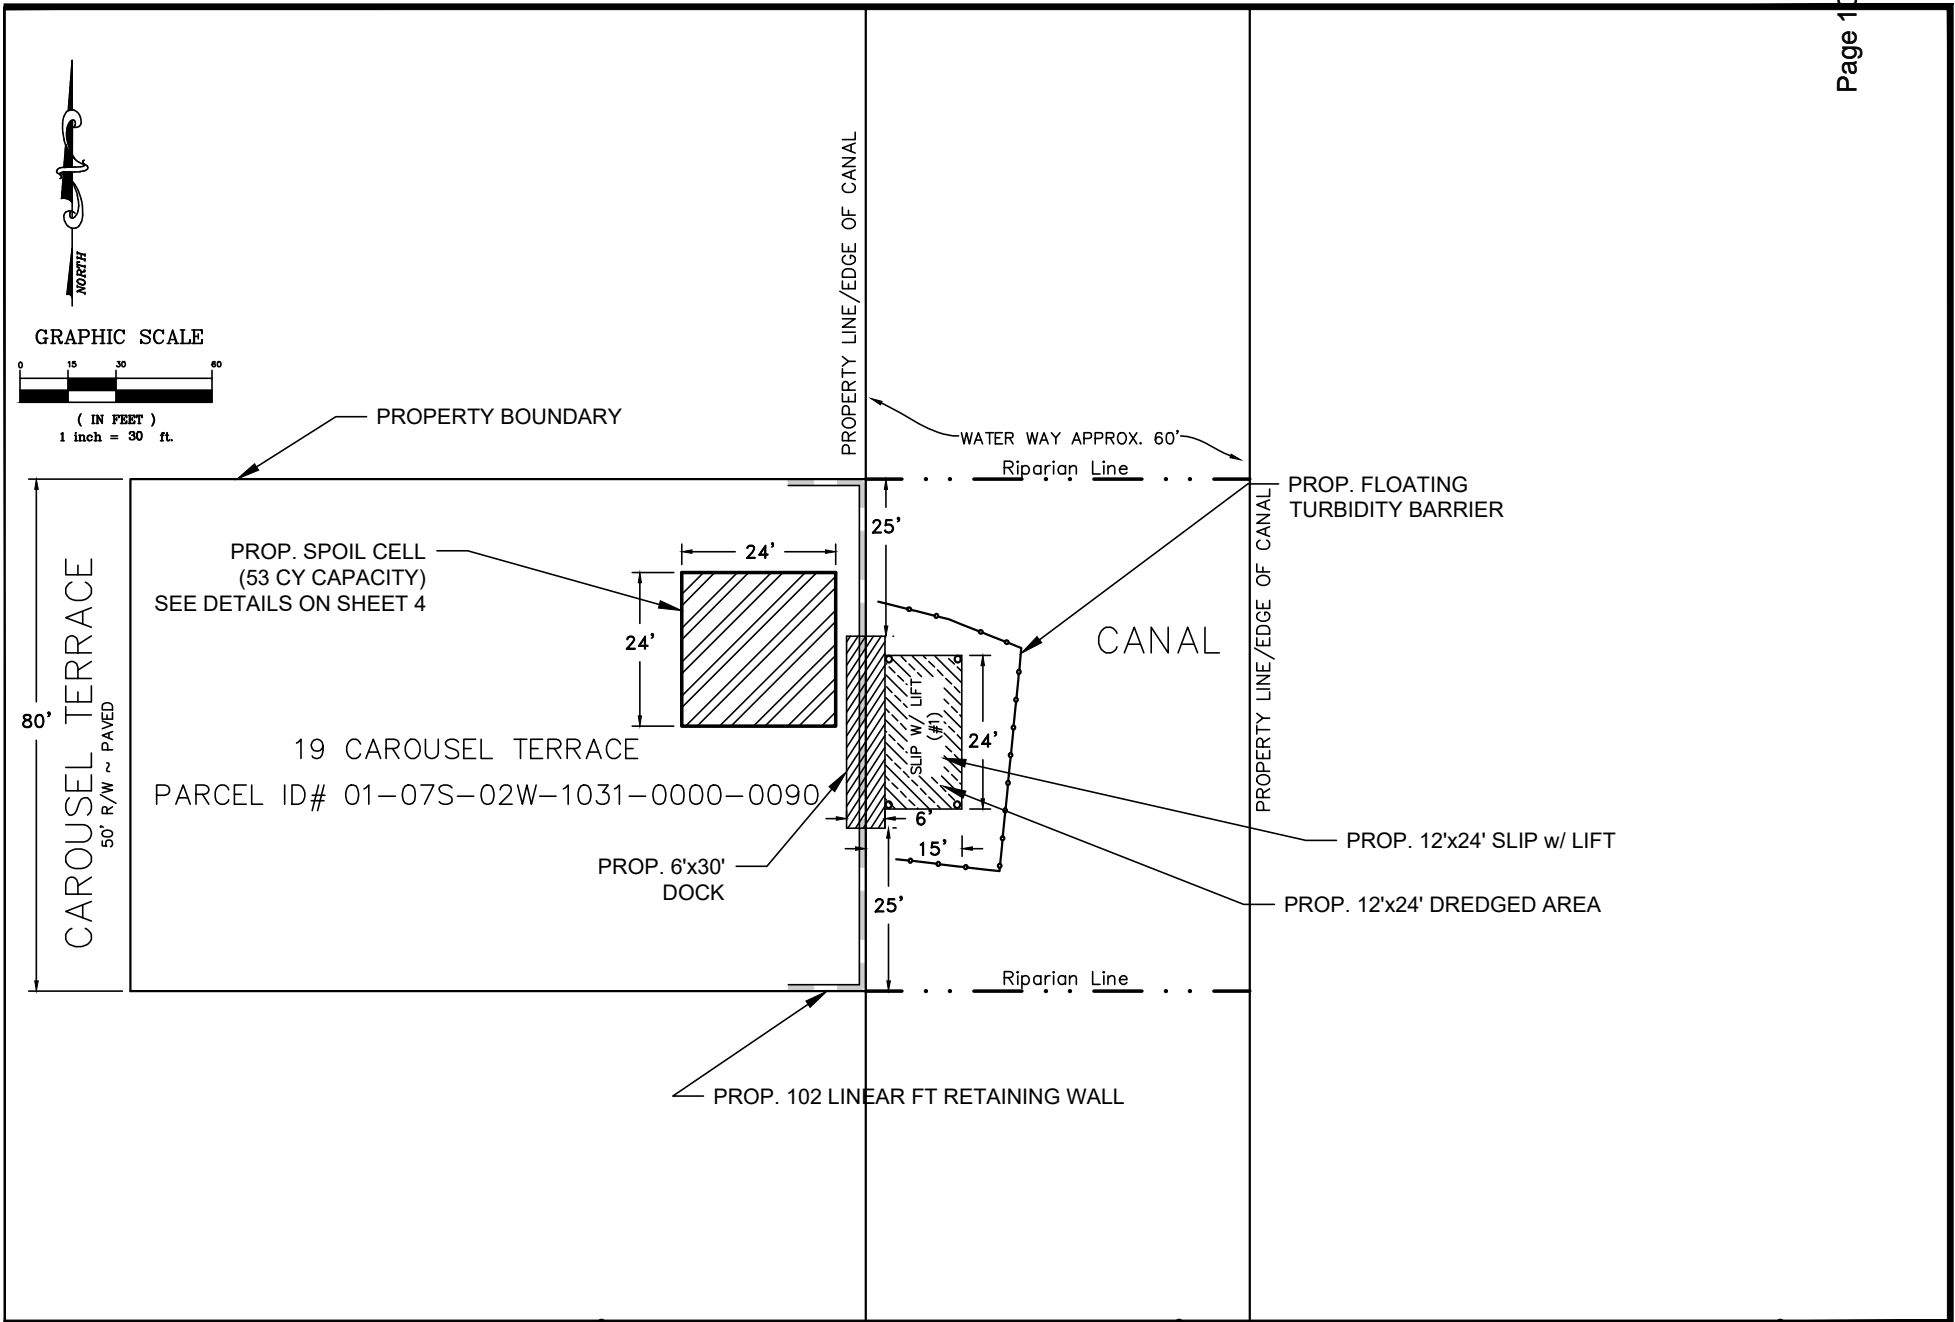 Page 1
NORTH
GRAPHIC SCALE
0 15 30 60
( IN FEET )
1 inch = 30 ft.
PROPERTY BOUNDARY
PROPERTY LINE/EDGE OF CANAL
WATER WAY APPROX. 60'
Riparian Line
PROP. FLOATING
TURBIDITY BARRIER
PROPERTY LINE/EDGE OF CANAL
25'
24'
PROP. SPOIL CELL
(53 CY CAPACITY)
SEE DETAILS ON SHEET 4
24'
CANAL
80'
CAROUSEL TERRACE
50' R/W ~ PAVED
19 CAROUSEL TERRACE
PARCEL ID# 01-07S-02W-1031-0000-0090
SLIP W/ LIFT
(#1)
24'
6'
15'
PROP. 12'x24' SLIP w/ LIFT
PROP. 6'x30'
DOCK
25'
PROP. 12'x24' DREDGED AREA
Riparian Line
PROP. 102 LINEAR FT RETAINING WALL